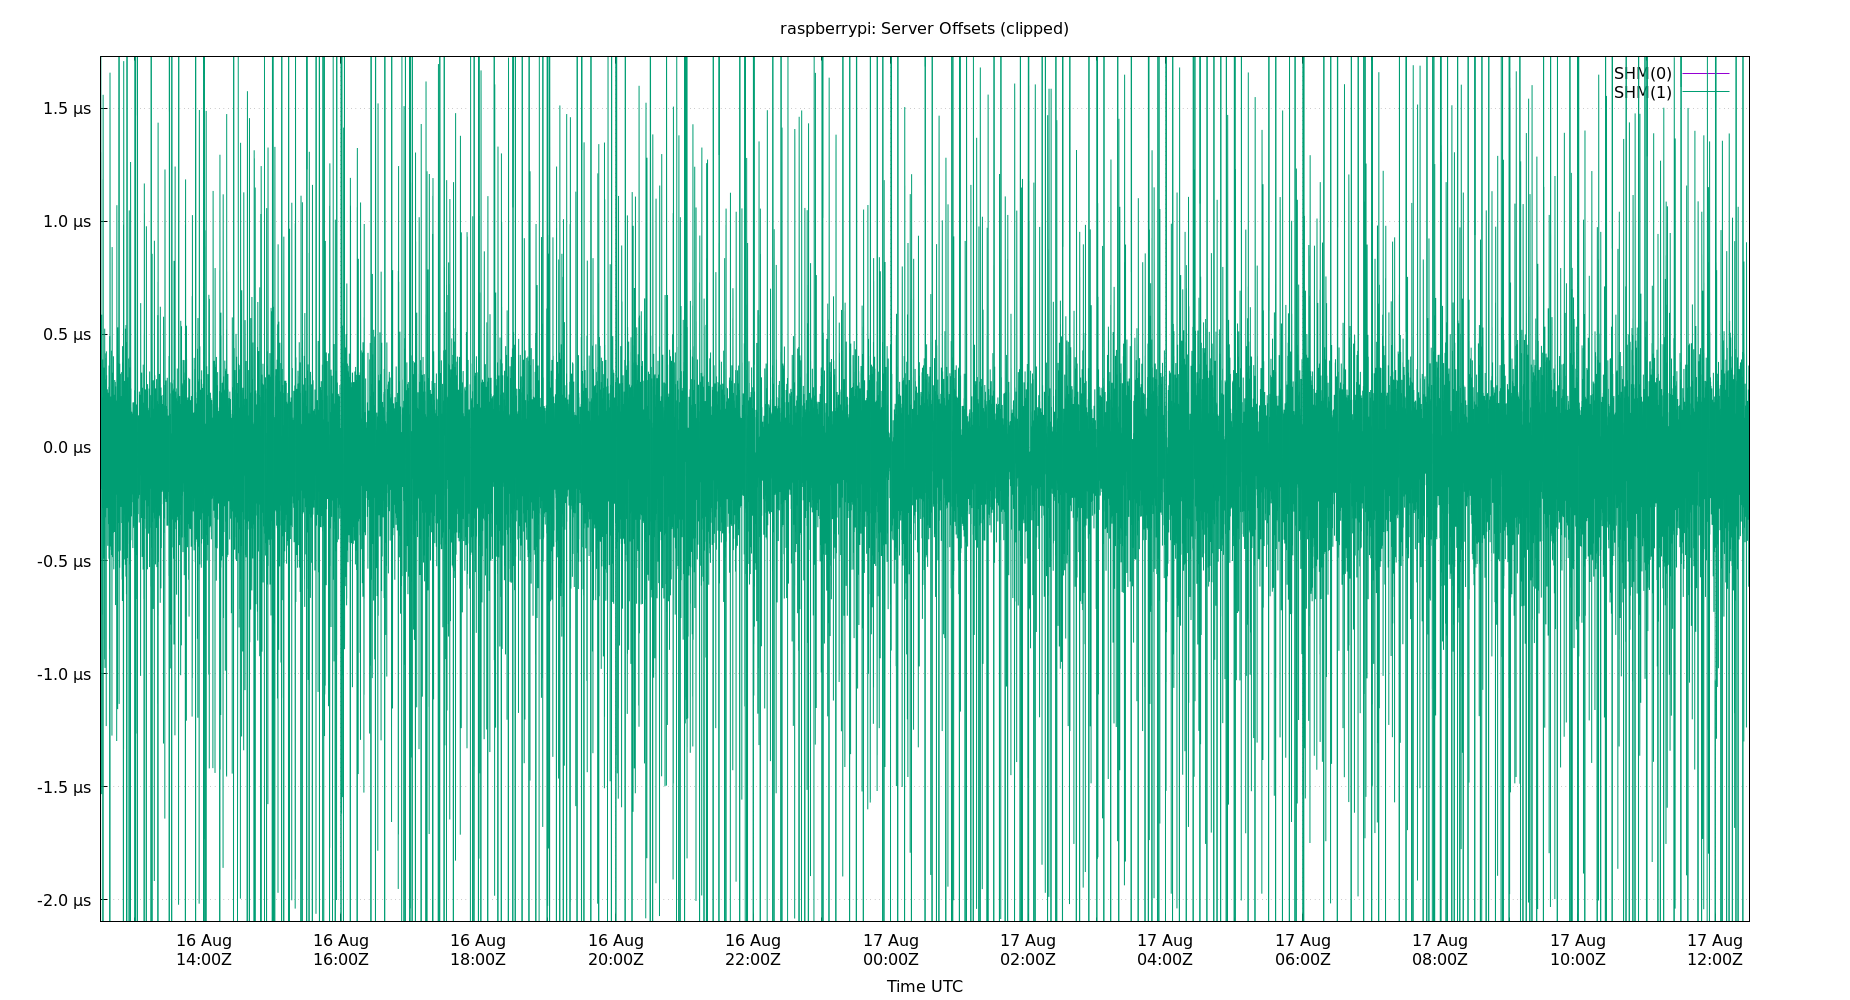 raspberrypi: Server Offsets (clipped)
SHM(0)
SHM(1)
1.5 µs
1.0 µs
0.5 µs
0.0 µs
-0.5 µs
-1.0 µs
-1.5 µs
-2.0 µs
16 Aug 16 Aug 16 Aug 16 Aug 16 Aug 17 Aug 17 Aug 17 Aug 17 Aug 17 Aug 17 Aug 17 Aug
14:00Z 16:00Z 18:00Z 20:00Z 22:00Z 00:00Z 02:00Z 04:00Z 06:00Z 08:00Z 10:00Z 12:00Z
Time UTC